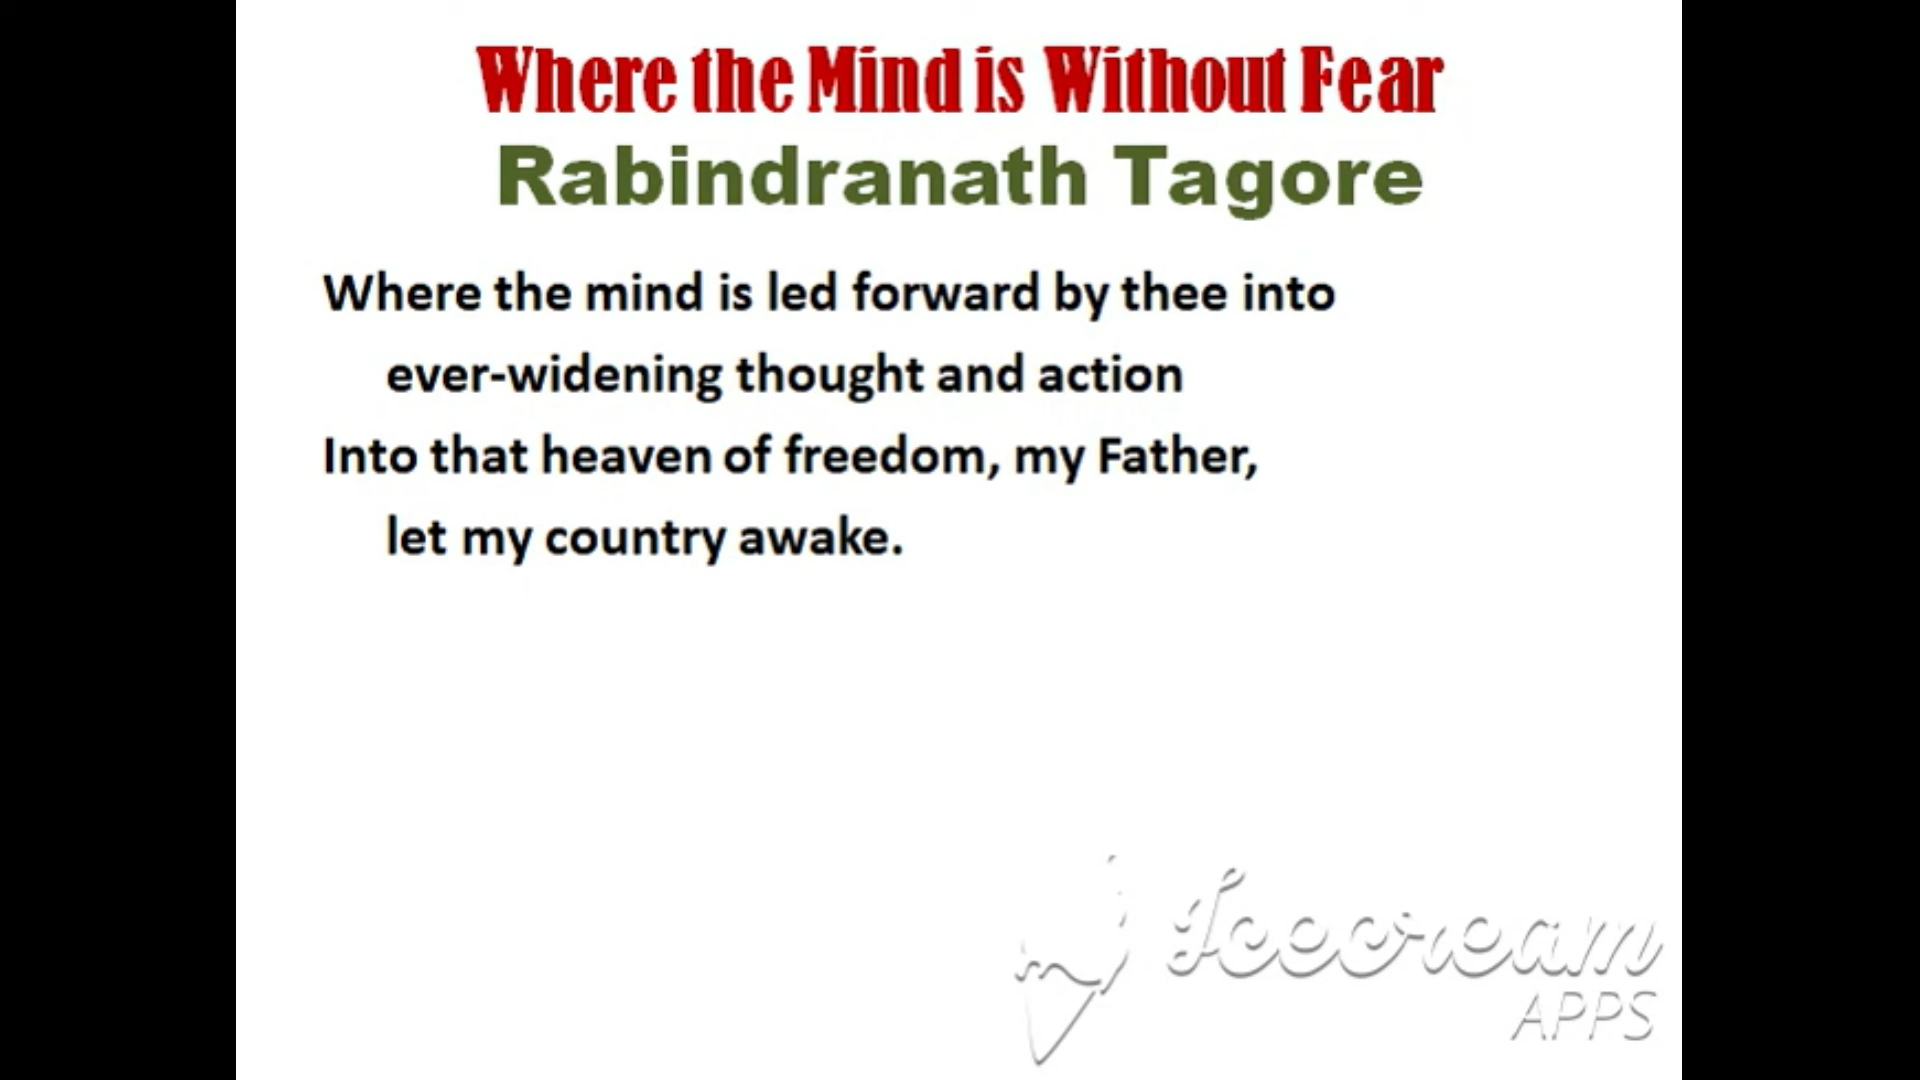 Where the Mind is Without Fear
Rabindranath Tagore
Where the mind is led forward by thee into
ever-widening thought and action
Into that heaven of freedom, my Father,
let my country awake.
Icecream
APPS